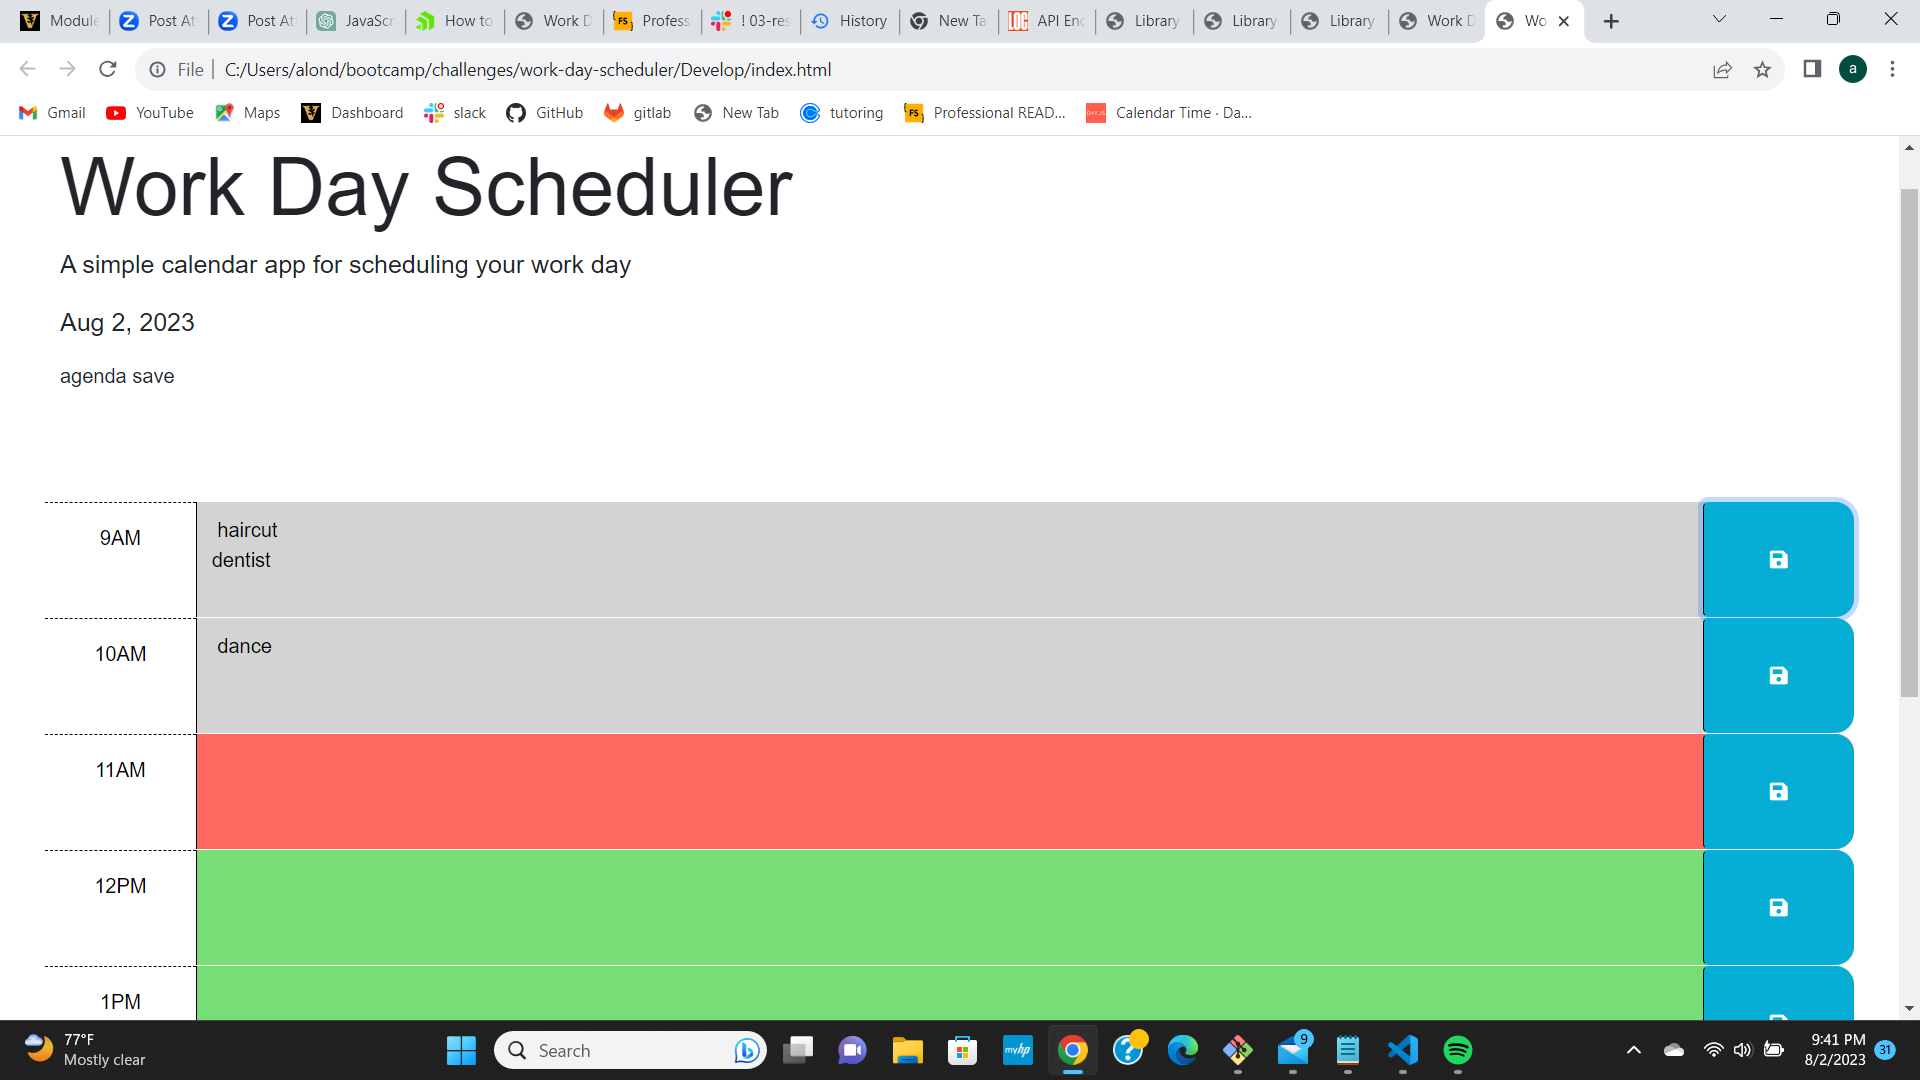 Module
Post At
Post At
JavaScr
How to
Work D
Profess
! 03-res
History
New Ta
API End
Library
Library
Library
Work D
Wo
File
C:/Users/alond/bootcamp/challenges/work-day-scheduler/Develop/index.html
a
Gmail
YouTube
Maps
Dashboard
slack
GitHub
gitlab
New Tab
tutoring
Professional READ...
Calendar Time · Da...
Work Day Scheduler
A simple calendar app for scheduling your work day
Aug 2, 2023
agenda save
9AM
haircut
dentist
10AM
dance
11AM
12PM
1PM
77°F
Mostly clear
Search
myhp
9
9:41 PM
8/2/2023
31